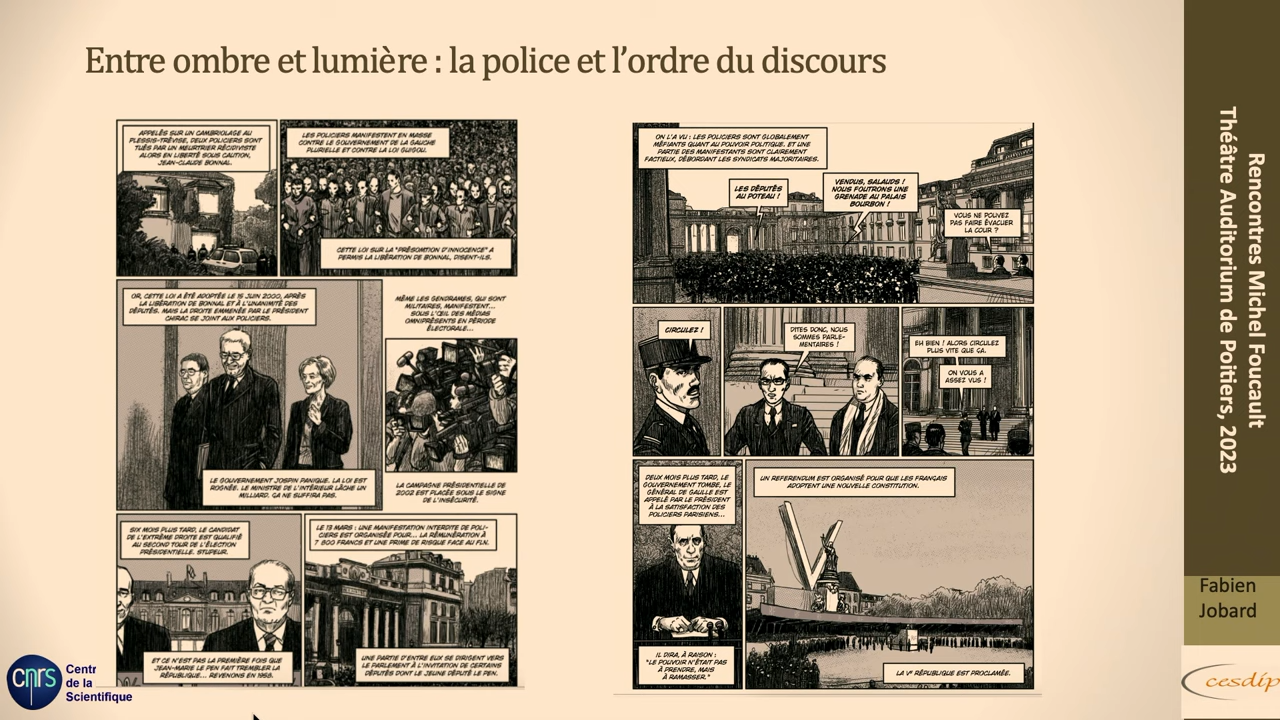 Entre ombre et lumière : la police et l'ordre du discours
APPELÉS SUR UN CAMBRIOLAGE AU
PLESSIS-TRÉVISE, DEUX POLICIERS SONT
TUÉS PAR UN MEURTRIER RÉCIDIVISTE
ALORS EN LIBERTÉ SOUS CAUTION,
JEAN-CLAUDE BONNAL.
LES POLICIERS MANIFESTENT EN MASSE
CONTRE LE GOUVERNEMENT DE LA GAUCHE
PLURIELLE ET CONTRE LA LOI GUIGOU.
CETTE LOI SUR LA "PRÉSOMTION D'INNOCENCE" A
PERMIS LA LIBÉRATION DE BONNAL, DISENT-ILS.
OR, CETTE LOI A ÉTÉ ADOPTÉE LE 15 JUIN 2000, APRÈS
LA LIBÉRATION DE BONNAL ET À L'UNANIMITÉ DES
DÉPUTÉS. MAIS LA DROITE EMMENÉE PAR LE PRÉSIDENT
CHIRAC SE JOINT AUX POLICIERS.
MÊME LES GENDRAMES, QUI SONT
MILITAIRES, MANIFESTENT...
SOUS L'ŒIL DES MÉDIAS
OMNIPRÉSENTS EN PÉRIODE
ÉLECTORALE...
LE GOUVERNEMENT JOSPIN PANIQUE. LA LOI EST
ROGNÉE. LE MINISTRE DE L'INTÉRIEUR LÂCHE UN
MILLIARD. ÇA NE SUFFIRA PAS.
LA CAMPAGNE PRÉSIDENTIELLE DE
2002 EST PLACÉE SOUS LE SIGNE
DE L'INSÉCURITÉ.
SIX MOIS PLUS TARD, LE CANDIDAT
DE L'EXTRÊME DROITE EST QUALIFIÉ
AU SECOND TOUR DE L'ÉLECTION
PRÉSIDENTIELLE. STUPEUR.
ET CE N'EST PAS LA PREMIÈRE FOIS QUE
JEAN-MARIE LE PEN FAIT TREMBLER LA
RÉPUBLIQUE... REVENONS EN 1958.
LE 13 MARS : UNE MANIFESTATION INTERDITE DE POLI-
CIERS EST ORGANISÉE POUR... LA RÉMUNÉRATION À
7 800 FRANCS ET UNE PRIME DE RISQUE FACE AU FLN.
UNE PARTIE D'ENTRE EUX SE DIRIGENT VERS
LE PARLEMENT À L'INVITATION DE CERTAINS
DÉPUTÉS DONT LE JEUNE DÉPUTÉ LE PEN.
ON L'A VU : LES POLICIERS SONT GLOBALEMENT
MÉFIANTS QUANT AU POUVOIR POLITIQUE. ET UNE
PARTIE DES MANIFESTANTS SONT CLAIREMENT
FACTIEUX, DÉBORDANT LES SYNDICATS MAJORITAIRES.
LES DÉPUTÉS
AU POTEAU !
VENDUS, SALAUDS !
NOUS FOUTRONS UNE
GRENADE AU PALAIS
BOURBON !
VOUS NE POUVEZ
PAS FAIRE ÉVACUER
LA COUR ?
CIRCULEZ !
DITES DONC, NOUS
SOMMES PARLE-
MENTAIRES !
EH BIEN ! ALORS CIRCULEZ
PLUS VITE QUE ÇA.
ON VOUS A
ASSEZ VUS !
DEUX MOIS PLUS TARD, LE
GOUVERNEMENT TOMBE, LE
GÉNÉRAL DE GAULLE EST
APPELÉ PAR LE PRÉSIDENT
À LA SATISFACTION DES
POLICIERS PARISIENS...
IL DIRA, À RAISON :
"LE POUVOIR N'ÉTAIT PAS
À PRENDRE, MAIS
À RAMASSER."
UN REFERENDUM EST ORGANISÉ POUR QUE LES FRANÇAIS
ADOPTENT UNE NOUVELLE CONSTITUTION.
LA Vᵉ RÉPUBLIQUE EST PROCLAMÉE.
Rencontres Michel Foucault
Théâtre Auditorium de Poitiers, 2023
Fabien
Jobard
cnrs
Centr
de la
Scientifique
cesdip